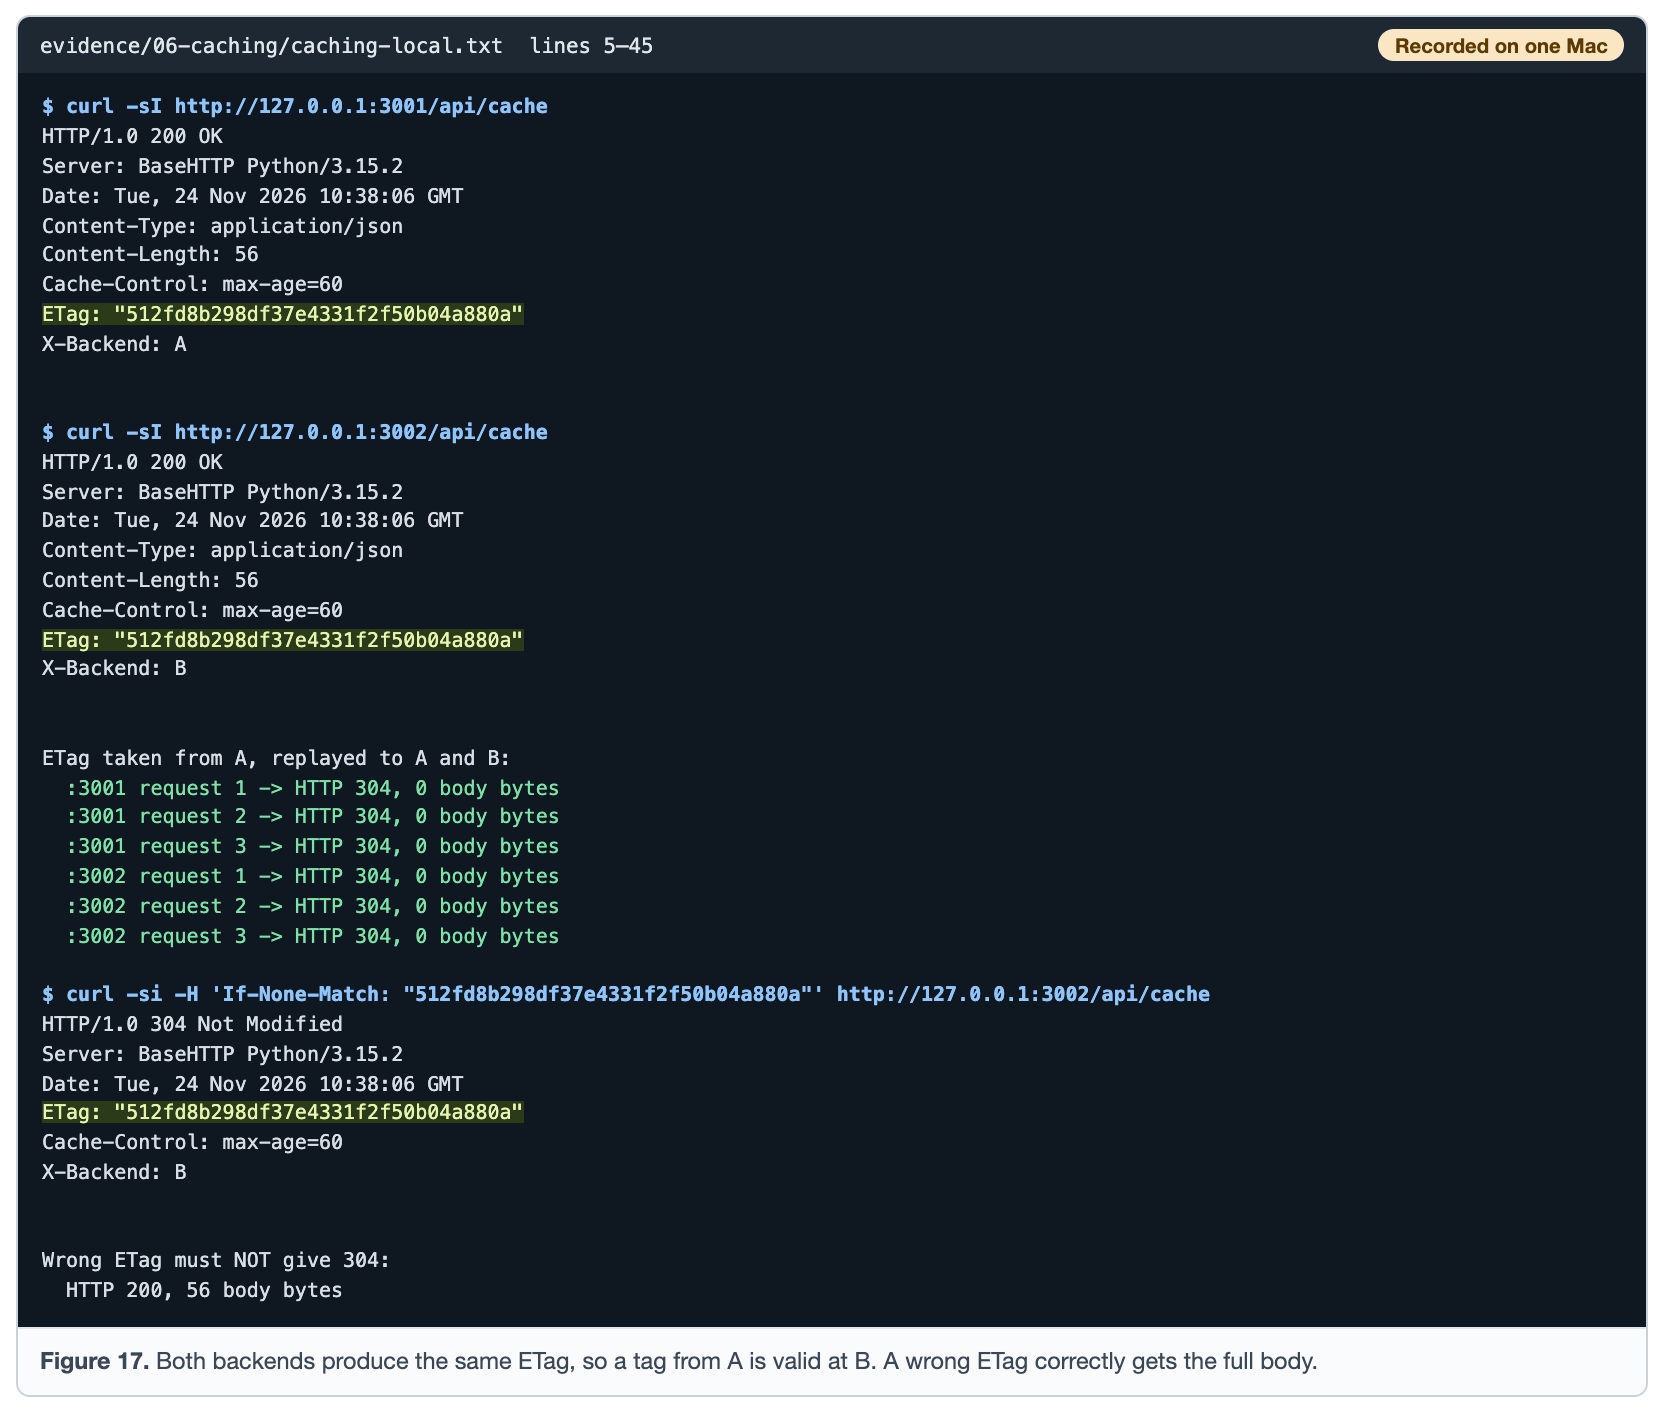 evidence/06-caching/caching-local.txt  lines 5–45
Recorded on one Mac
$ curl -sI http://127.0.0.1:3001/api/cache
HTTP/1.0 200 OK
Server: BaseHTTP Python/3.15.2
Date: Tue, 24 Nov 2026 10:38:06 GMT
Content-Type: application/json
Content-Length: 56
Cache-Control: max-age=60
ETag: "512fd8b298df37e4331f2f50b04a880a"
X-Backend: A
$ curl -sI http://127.0.0.1:3002/api/cache
HTTP/1.0 200 OK
Server: BaseHTTP Python/3.15.2
Date: Tue, 24 Nov 2026 10:38:06 GMT
Content-Type: application/json
Content-Length: 56
Cache-Control: max-age=60
ETag: "512fd8b298df37e4331f2f50b04a880a"
X-Backend: B
ETag taken from A, replayed to A and B:
  :3001 request 1 -> HTTP 304, 0 body bytes
  :3001 request 2 -> HTTP 304, 0 body bytes
  :3001 request 3 -> HTTP 304, 0 body bytes
  :3002 request 1 -> HTTP 304, 0 body bytes
  :3002 request 2 -> HTTP 304, 0 body bytes
  :3002 request 3 -> HTTP 304, 0 body bytes
$ curl -si -H 'If-None-Match: "512fd8b298df37e4331f2f50b04a880a"' http://127.0.0.1:3002/api/cache
HTTP/1.0 304 Not Modified
Server: BaseHTTP Python/3.15.2
Date: Tue, 24 Nov 2026 10:38:06 GMT
ETag: "512fd8b298df37e4331f2f50b04a880a"
Cache-Control: max-age=60
X-Backend: B
Wrong ETag must NOT give 304:
  HTTP 200, 56 body bytes
Figure 17. Both backends produce the same ETag, so a tag from A is valid at B. A wrong ETag correctly gets the full body.